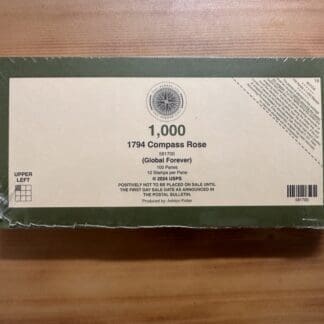 1,000
1794 Compass Rose
581700
(Global Forever)
100 Panes
12 Stamps per Pane
© 2024 USPS
POSITIVELY NOT TO BE PLACED ON SALE UNTIL
THE FIRST DAY SALE DATE AS ANNOUNCED IN
THE POSTAL BULLETIN.
Produced by: Ashton Potter
UPPER
LEFT
581700